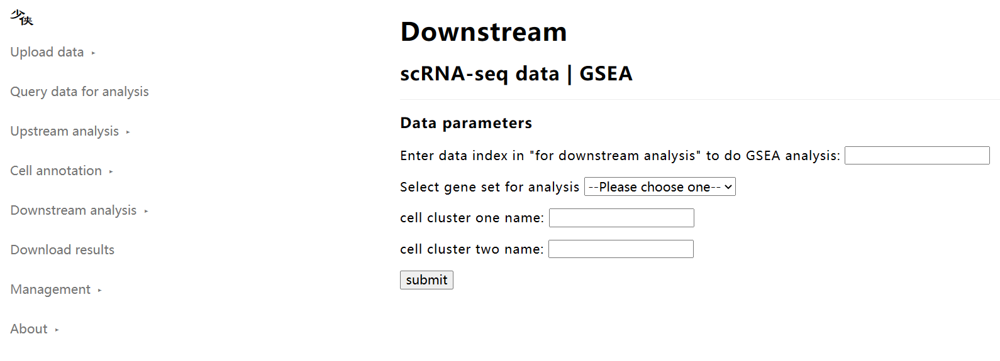 少侠
Upload data ▸
Query data for analysis
Upstream analysis ▸
Cell annotation ▸
Downstream analysis ▸
Download results
Management ▸
About ▸
Downstream
scRNA-seq data | GSEA
Data parameters
Enter data index in "for downstream analysis" to do GSEA analysis:
Select gene set for analysis --Please choose one--
cell cluster one name:
cell cluster two name:
submit